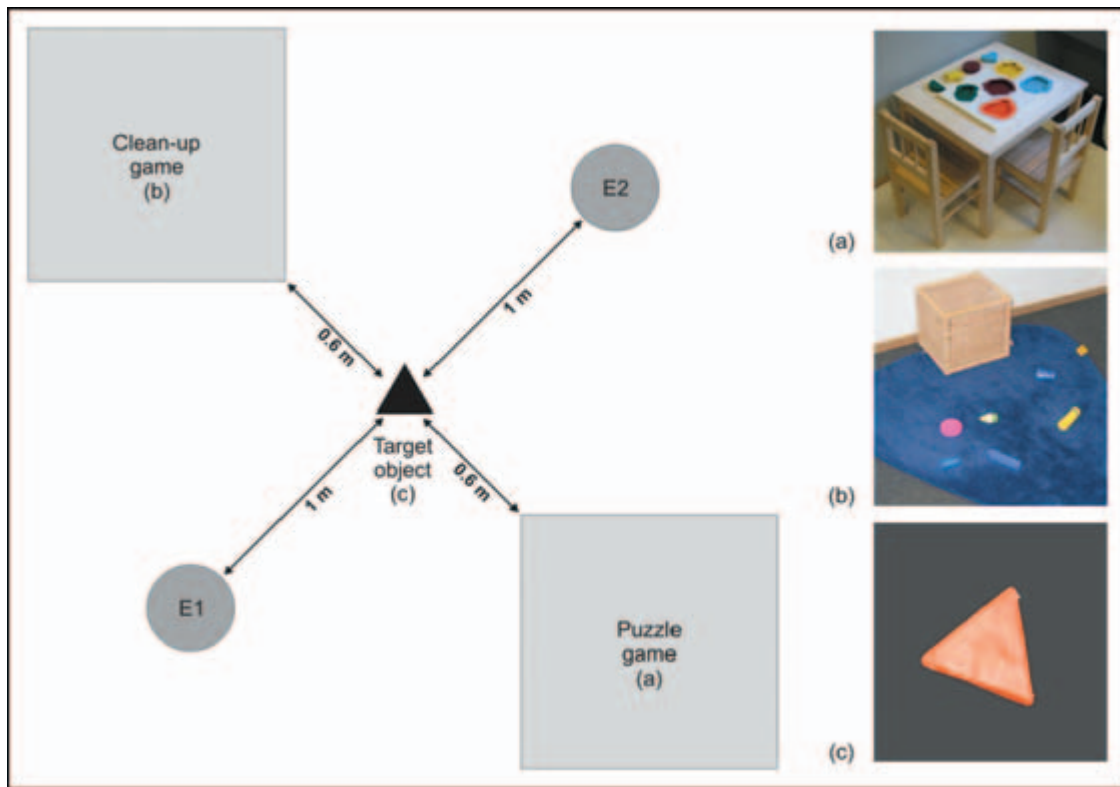 Clean-up
game
(b)
E2
1 m
0.6 m
Target
object
(c)
0.6 m
1 m
E1
Puzzle
game
(a)
(a)
(b)
(c)